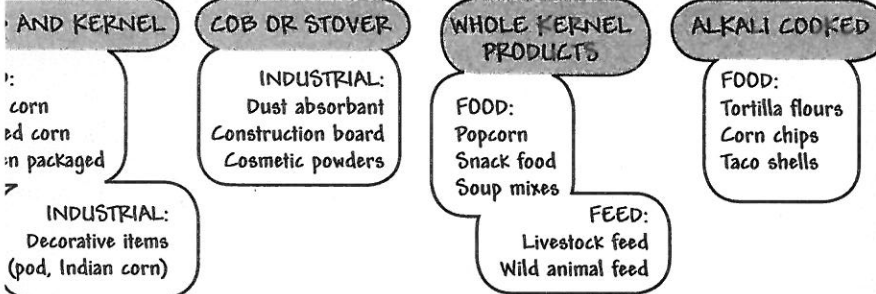 AND KERNEL
corn
corn
packaged
INDUSTRIAL:
Decorative items
(pod, Indian corn)
COB OR STOVER
INDUSTRIAL:
Dust absorbant
Construction board
Cosmetic powders
WHOLE KERNEL
PRODUCTS
FOOD:
Popcorn
Snack food
Soup mixes
FEED:
Livestock feed
Wild animal feed
ALKALI COOKED
FOOD:
Tortilla flours
Corn chips
Taco shells